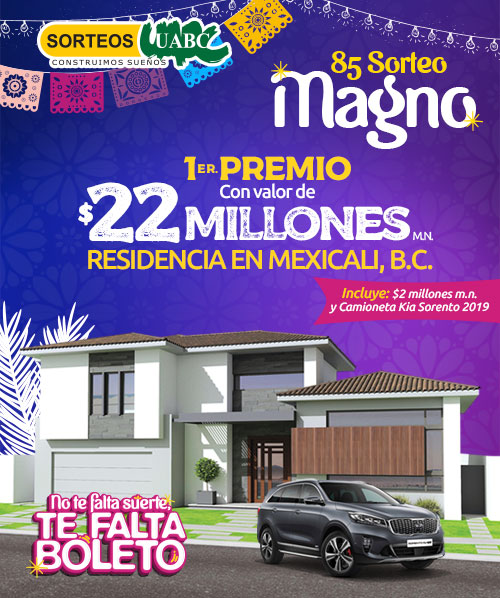 SORTEOS UABC
CONSTRUIMOS SUEÑOS
85 Sorteo
Magno
1ER. PREMIO
Con valor de
$22 MILLONES M.N.
RESIDENCIA EN MEXICALI, B.C.
Incluye: $2 millones m.n.
y Camioneta Kia Sorento 2019
No te falta suerte,
TE FALTA
BOLETO